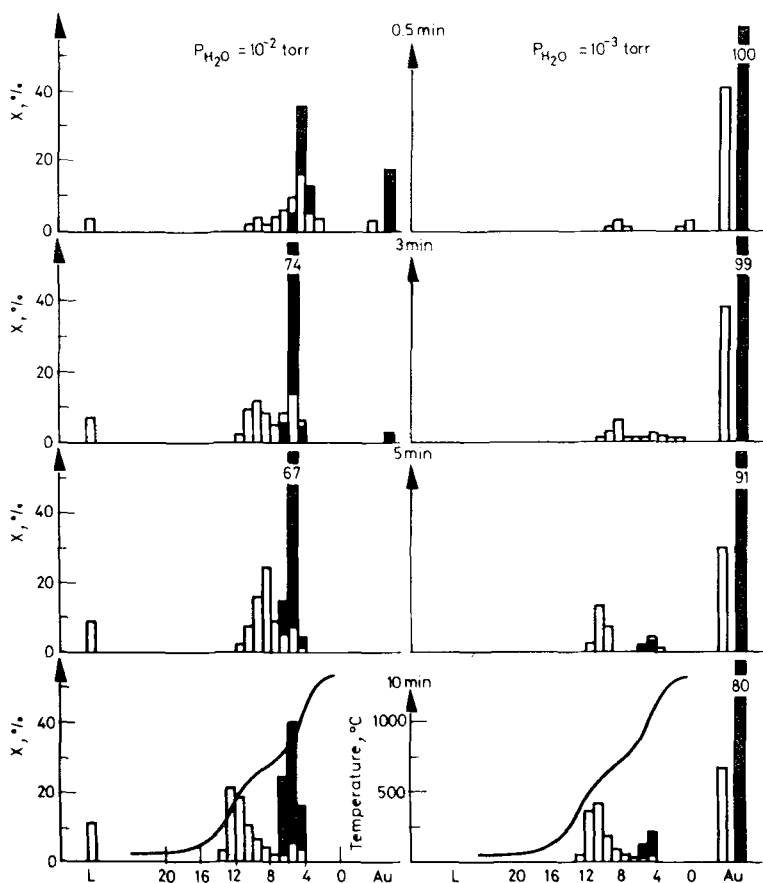 P_H2O = 10^-2 torr
0.5 min
P_H2O = 10^-3 torr
100
X, %
40
20
0
3 min
74
99
X, %
40
20
0
5 min
67
91
X, %
40
20
0
10 min
80
X, %
40
20
0
Temperature, °C
1000
500
0
L 20 16 12 8 4 0 Au
L 20 16 12 8 4 0 Au